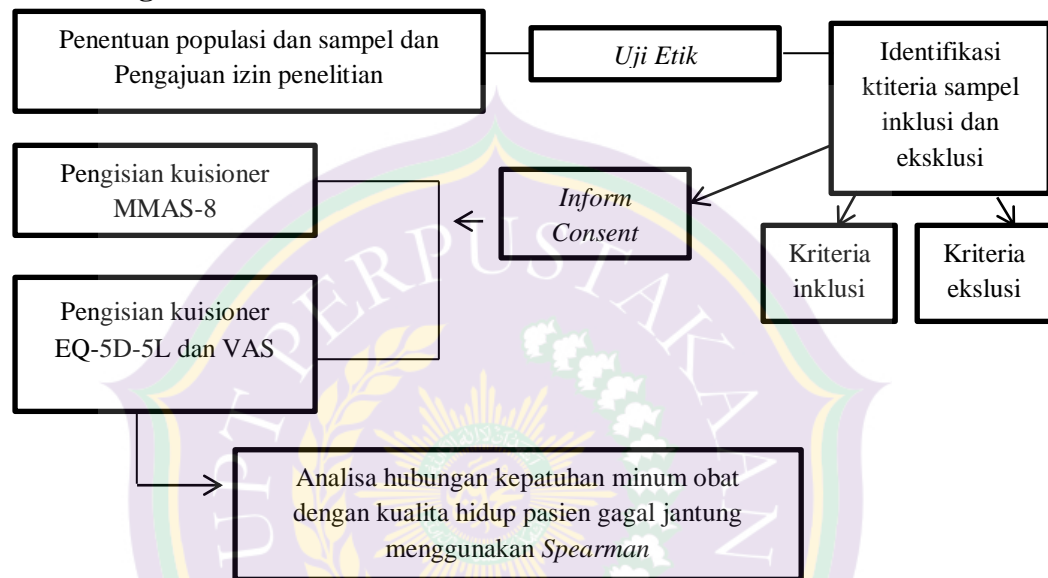 Penentuan populasi dan sampel dan
Pengajuan izin penelitian
Uji Etik
Identifikasi
ktiteria sampel
inklusi dan
eksklusi
Pengisian kuisioner
MMAS-8
Inform
Consent
Kriteria
inklusi
Kriteria
ekslusi
Pengisian kuisioner
EQ-5D-5L dan VAS
Analisa hubungan kepatuhan minum obat
dengan kualita hidup pasien gagal jantung
menggunakan Spearman
UPT PERPUSTAKAAN